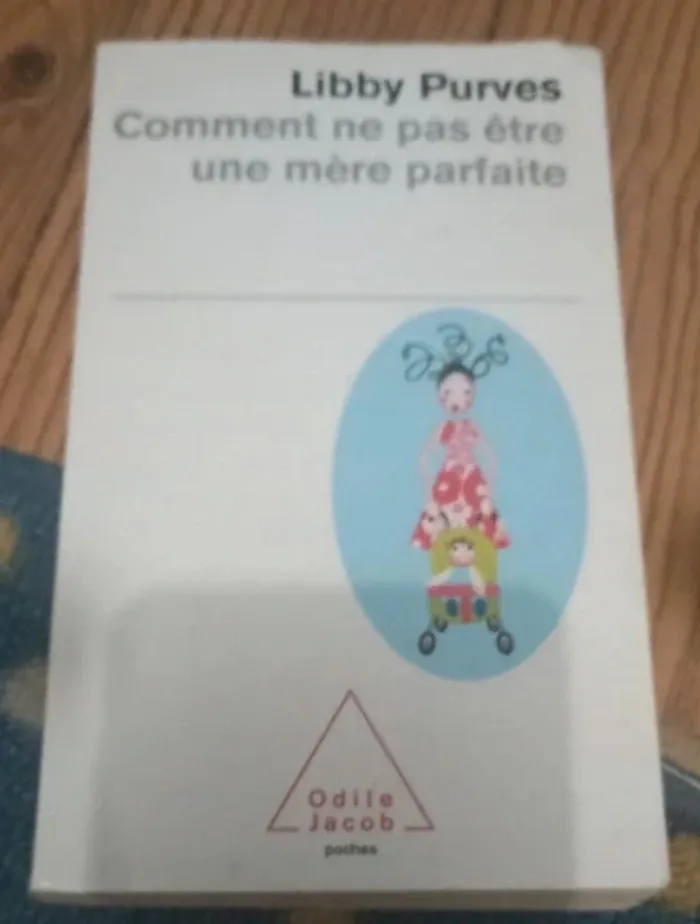 Libby Purves
Comment ne pas être
une mère parfaite
Odile
Jacob
poches